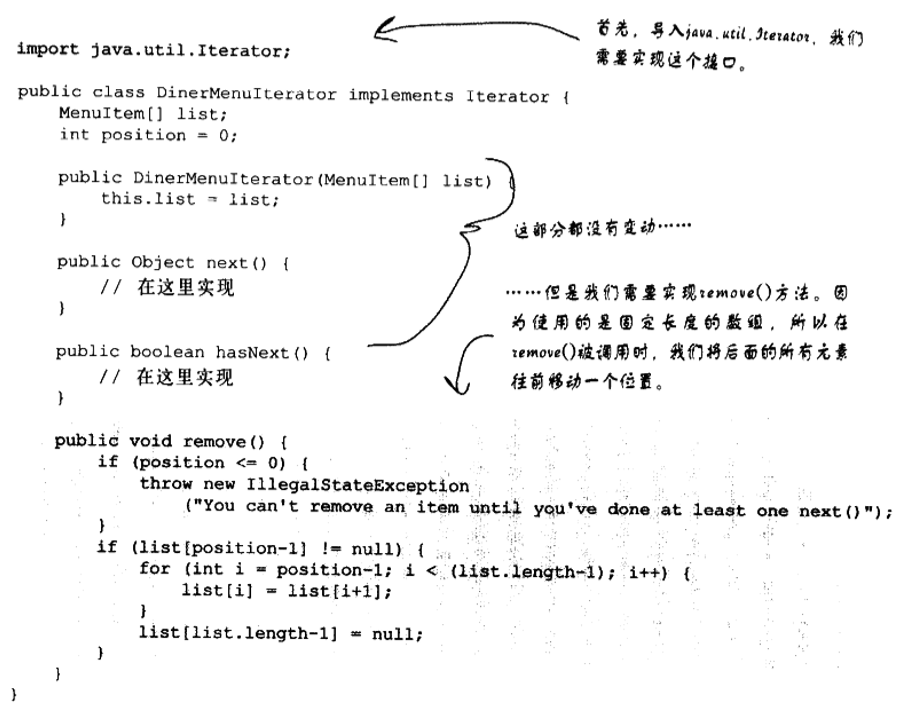 首先，导入java.util.Iterator，我们
需要实现这个接口。
import java.util.Iterator;
public class DinerMenuIterator implements Iterator {
MenuItem[] list;
int position = 0;
public DinerMenuIterator(MenuItem[] list) {
this.list = list;
}
这部分都没有变动……
public Object next() {
// 在这里实现
}
……但是我们需要实现remove()方法。因
为使用的是固定长度的数组，所以在
remove()被调用时，我们将后面的所有元素
往前移动一个位置。
public boolean hasNext() {
// 在这里实现
}
public void remove() {
if (position <= 0) {
throw new IllegalStateException
("You can't remove an item until you've done at least one next()");
}
if (list[position-1] != null) {
for (int i = position-1; i < (list.length-1); i++) {
list[i] = list[i+1];
}
list[list.length-1] = null;
}
}
}